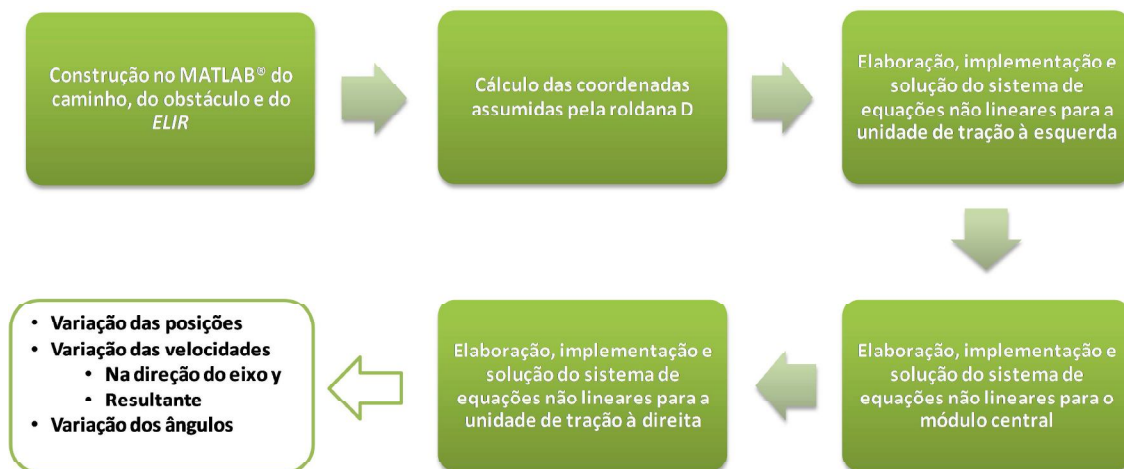 Construção no MATLAB® do
caminho, do obstáculo e do
ELIR
Cálculo das coordenadas
assumidas pela roldana D
Elaboração, implementação e
solução do sistema de
equações não lineares para a
unidade de tração à esquerda
Elaboração, implementação e
solução do sistema de
equações não lineares para o
módulo central
Elaboração, implementação e
solução do sistema de
equações não lineares para a
unidade de tração à direita
• Variação das posições
• Variação das velocidades
• Na direção do eixo y
• Resultante
• Variação dos ângulos